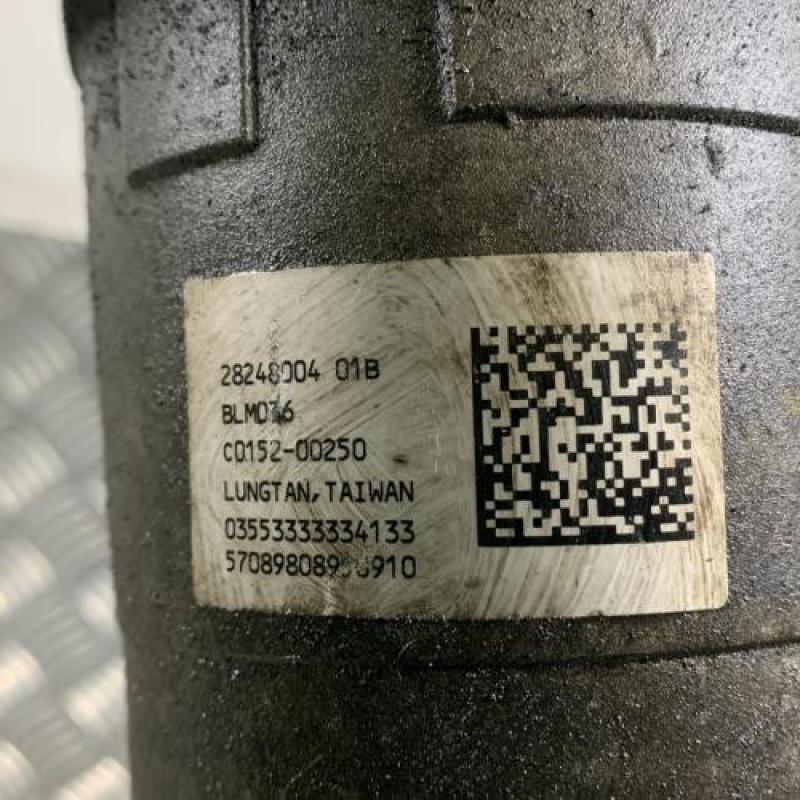 28248004 01B
C0152-00250
LUNGTAN, TAIWAN
03553333334133